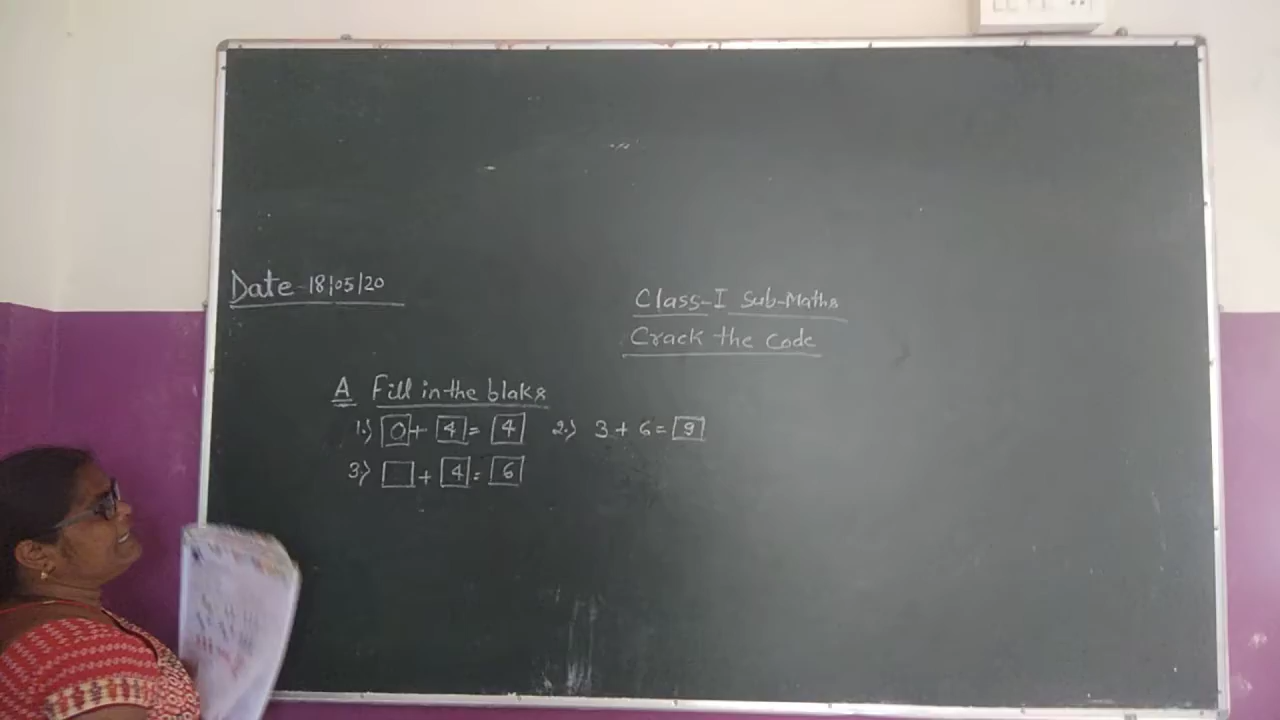 Date-18/05/20
Class-I Sub-Maths
Crack the code
A Fill in the blaks
1.) 0 + 4 = 4 2.) 3 + 6 = 9
3.) + 4 = 6